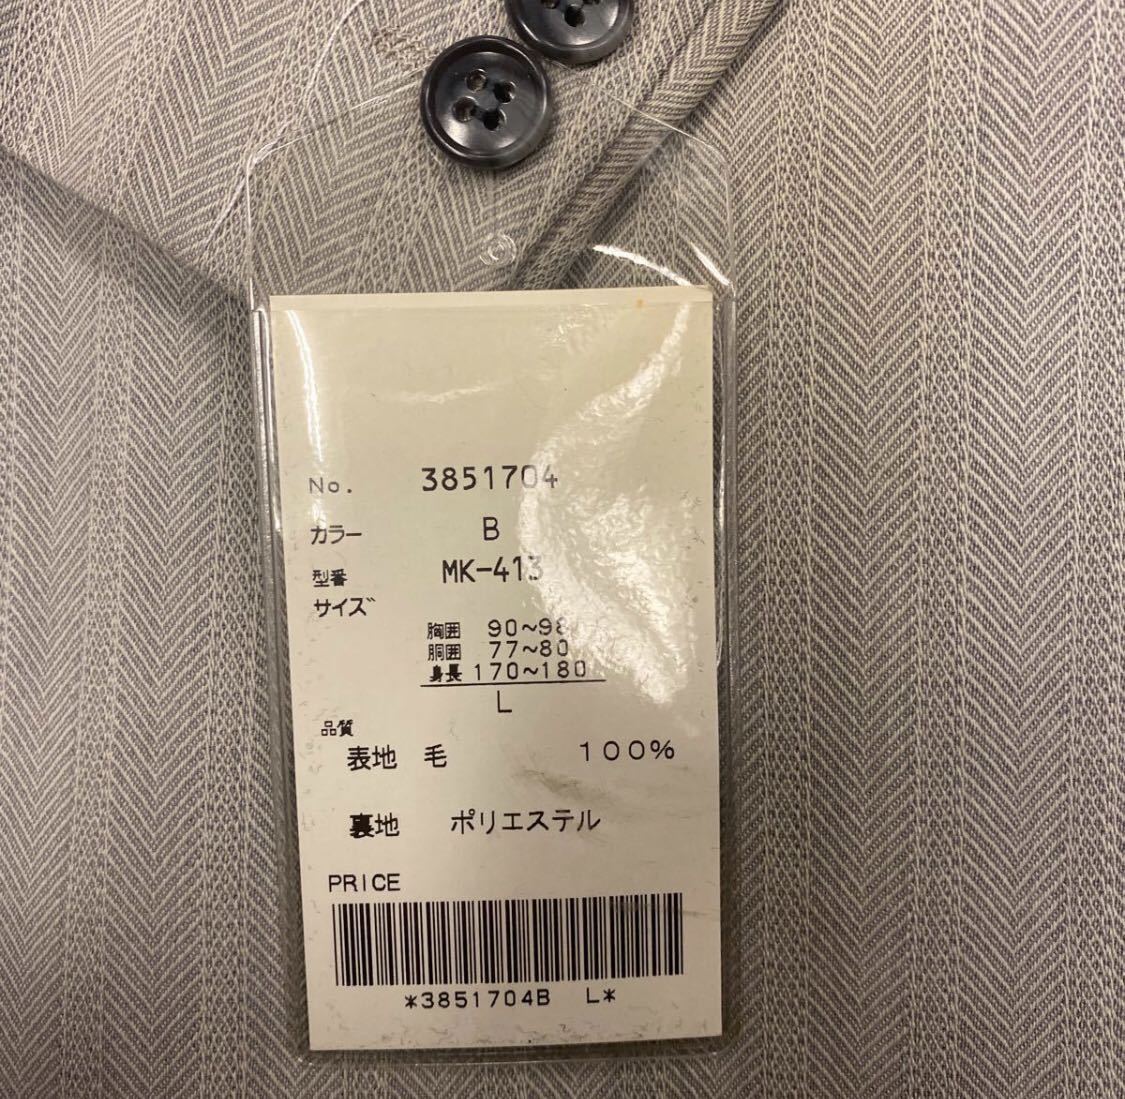 No. 3851704
カラー B
型番 MK-413
サイズ
胸囲 90~98
胴囲 77~80
身長 170~180
L
品質
表地 毛 100%
裏地 ポリエステル
PRICE
*3851704B L*